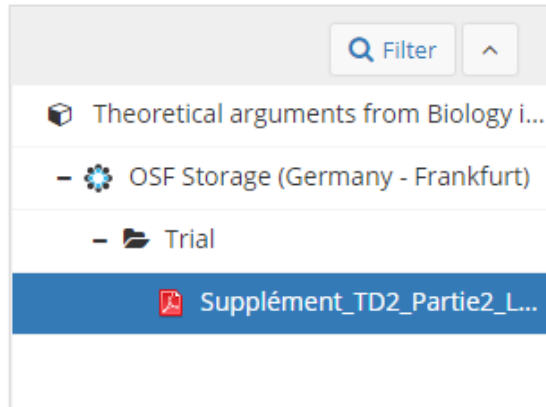 Filter
Theoretical arguments from Biology i...
OSF Storage (Germany - Frankfurt)
Trial
Supplément_TD2_Partie2_L...